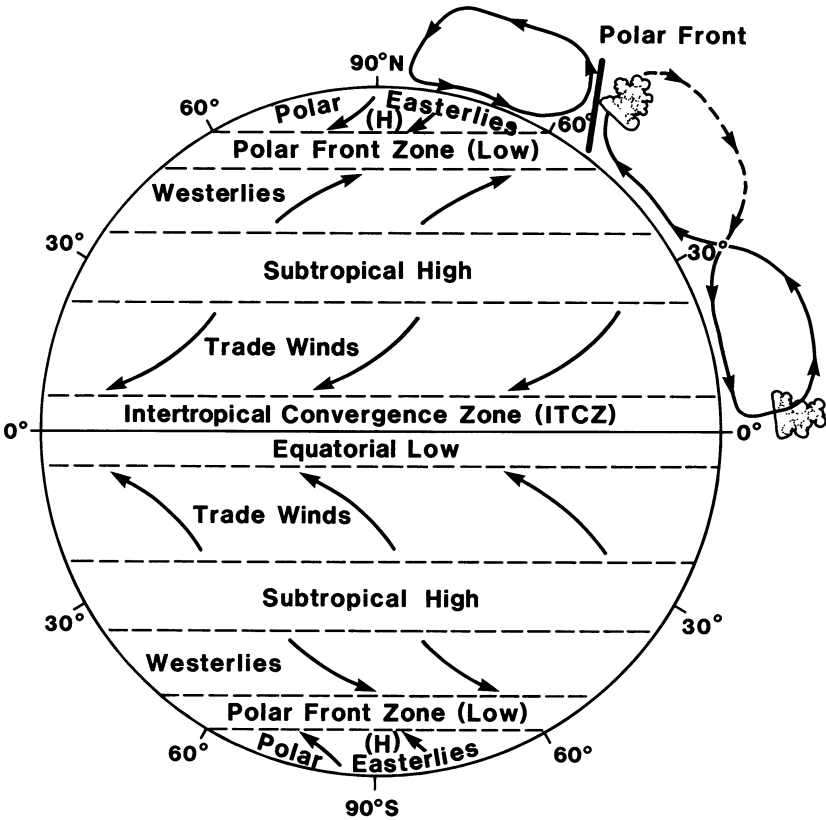 Polar Front
90°N
60°
Polar Easterlies
(H)
60°
Polar Front Zone (Low)
Westerlies
30°
30°
Subtropical High
Trade Winds
Intertropical Convergence Zone (ITCZ)
0°
0°
Equatorial Low
Trade Winds
Subtropical High
30°
30°
Westerlies
Polar Front Zone (Low)
(H)
60°
Polar Easterlies
60°
90°S